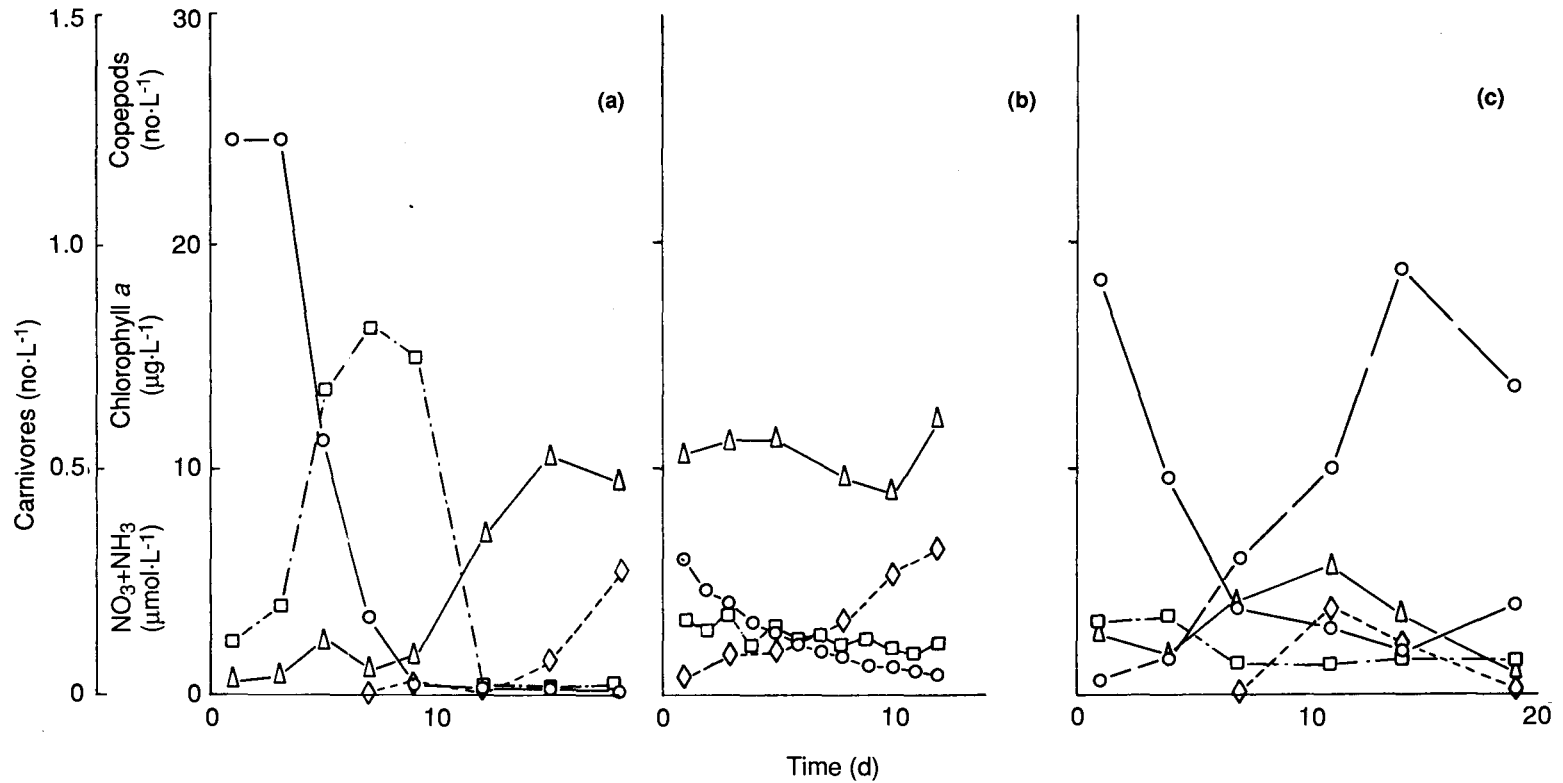 1.5
1.0
0.5
0
Carnivores (no·L⁻¹)
Copepods
(no·L⁻¹)
Chlorophyll a
(µg·L⁻¹)
NO₃+NH₃
(µmol·L⁻¹)
30
20
10
0
(a)
(b)
(c)
0
10
0
10
0
10
20
Time (d)